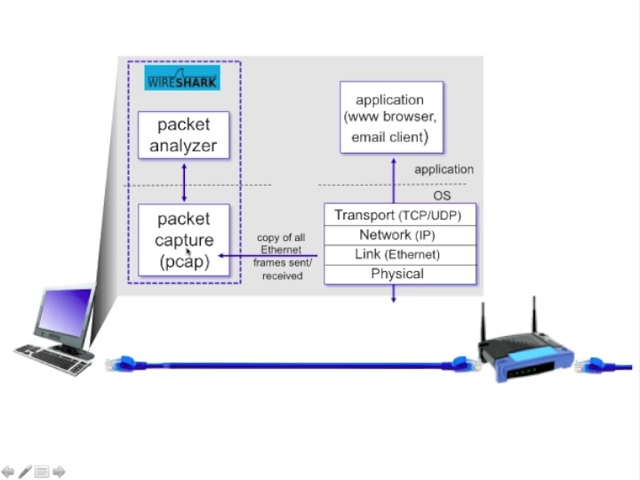 WIRESHARK
packet
analyzer
packet
capture
(pcap)
copy of all
Ethernet
frames sent/
received
application
(www browser,
email client)
application
OS
Transport (TCP/UDP)
Network (IP)
Link (Ethernet)
Physical